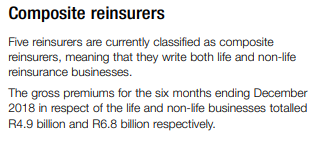 Composite reinsurers
Five reinsurers are currently classified as composite
reinsurers, meaning that they write both life and non-life
reinsurance businesses.
The gross premiums for the six months ending December
2018 in respect of the life and non-life businesses totalled
R4.9 billion and R6.8 billion respectively.